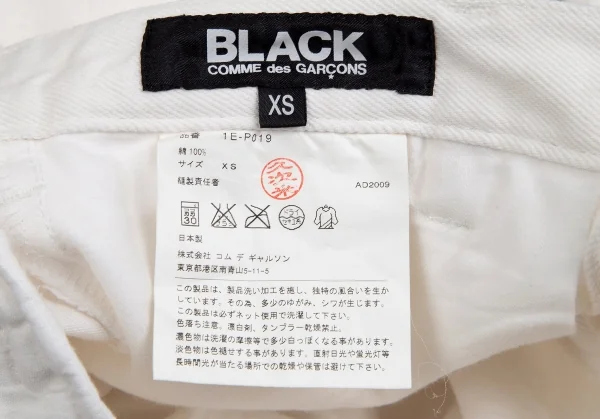 BLACK
COMME des GARÇONS
XS
品番 1E-P019
綿100%
サイズ XS
縫製責任者
AD2009
30
日本製
株式会社 コム デ ギャルソン
東京都港区南青山5-11-5
この製品は、製品洗い加工を施し、独特の風合いを生か
しています。その為、多少のゆがみ、シワが生じます。
この製品は必ずネット使用で洗濯して下さい。
色落ち注意。漂白剤、タンブラー乾燥禁止。
濃色物は洗濯の摩擦等で多少白っぽくなる事があります。
淡色物は色褪せする事があります。直射日光や蛍光灯等
長時間光が当たる場所での乾燥や保管は避けて下さい。